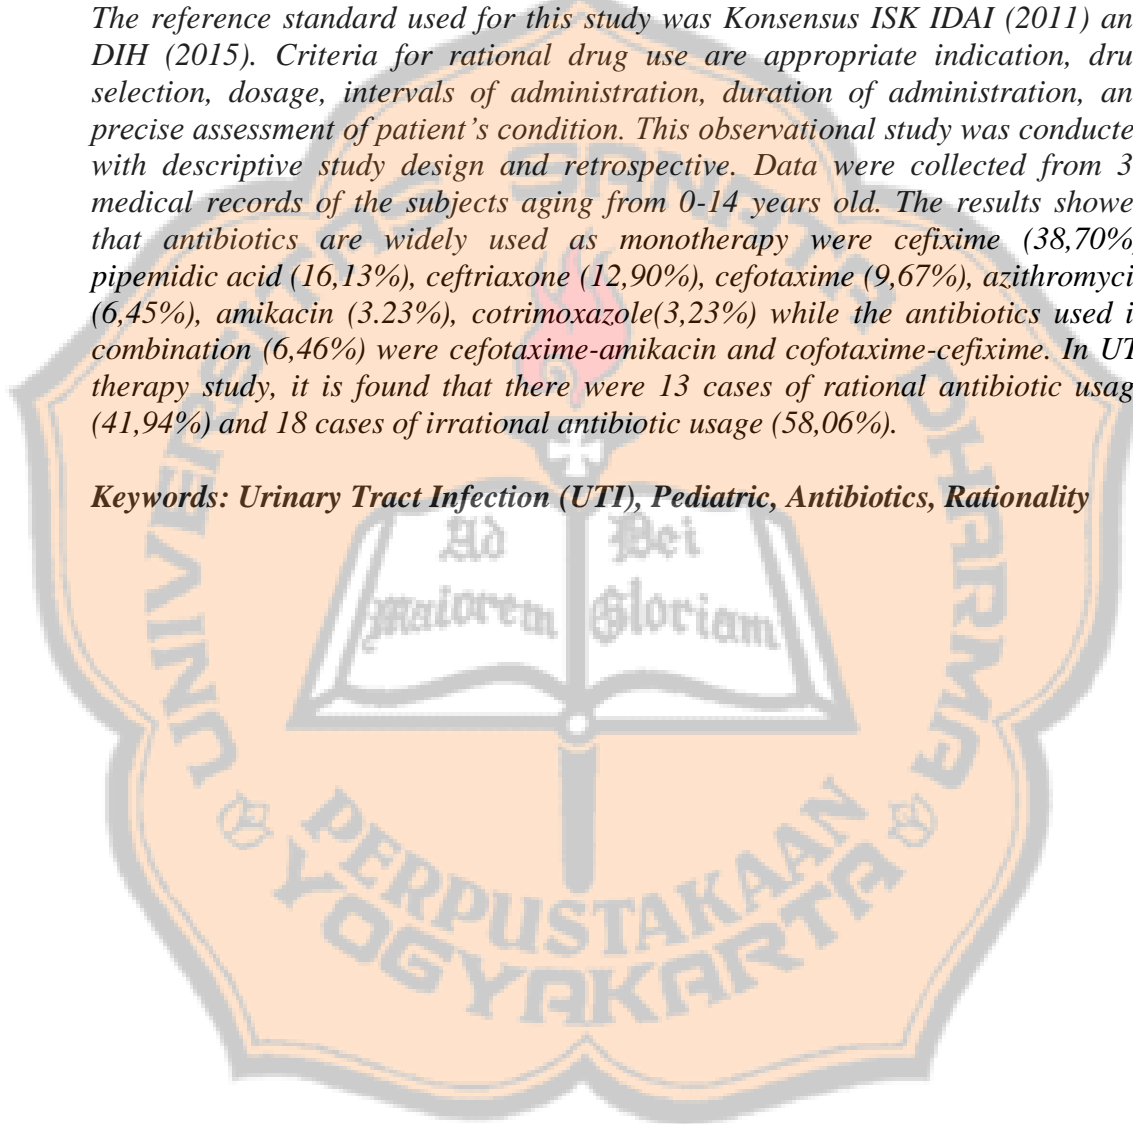 The reference standard used for this study was Konsensus ISK IDAI (2011) an
DIH (2015). Criteria for rational drug use are appropriate indication, dru
selection, dosage, intervals of administration, duration of administration, an
precise assessment of patient's condition. This observational study was conducte
with descriptive study design and retrospective. Data were collected from 3
medical records of the subjects aging from 0-14 years old. The results showe
that antibiotics are widely used as monotherapy were cefixime (38,70%)
pipemidic acid (16,13%), ceftriaxone (12,90%), cefotaxime (9,67%), azithromyci
(6,45%), amikacin (3.23%), cotrimoxazole(3,23%) while the antibiotics used i
combination (6,46%) were cefotaxime-amikacin and cofotaxime-cefixime. In UT
therapy study, it is found that there were 13 cases of rational antibiotic usag
(41,94%) and 18 cases of irrational antibiotic usage (58,06%).
Keywords: Urinary Tract Infection (UTI), Pediatric, Antibiotics, Rationality
UNIVERSITAS SANATA DHARMA
Ad Dei
Maiorem Gloriam
PERPUSTAKAAN
YOGYAKARTA